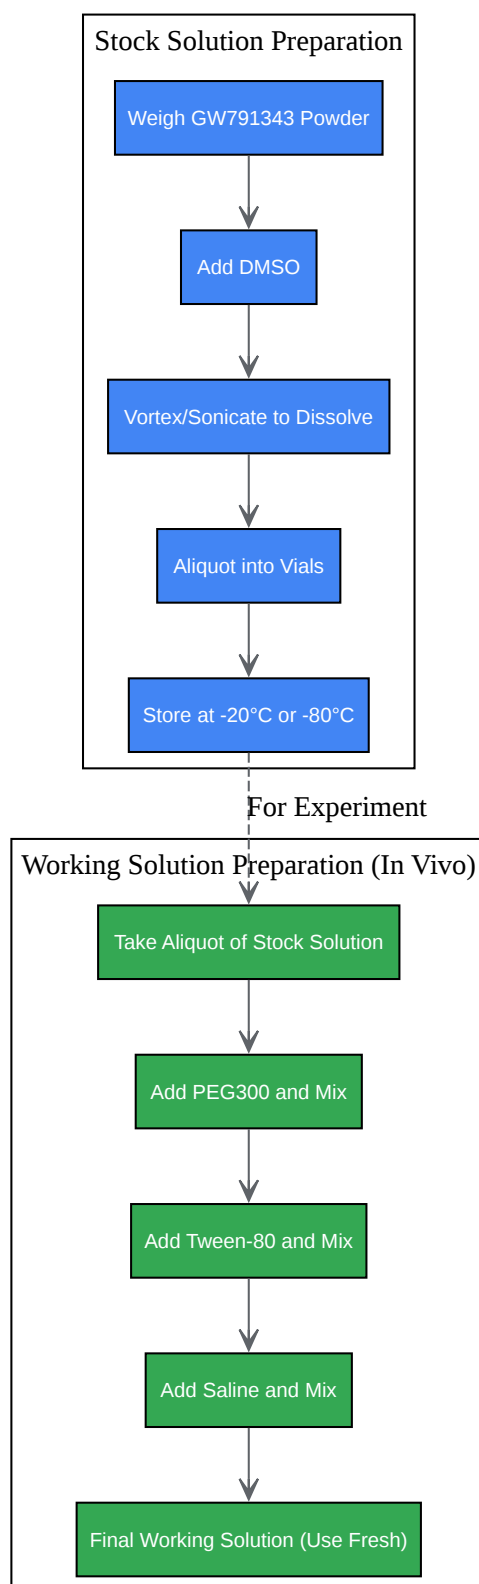 Stock Solution Preparation
Weigh GW791343 Powder
Add DMSO
Vortex/Sonicate to Dissolve
Aliquot into Vials
Store at -20°C or -80°C
For Experiment
Working Solution Preparation (In Vivo)
Take Aliquot of Stock Solution
Add PEG300 and Mix
Add Tween-80 and Mix
Add Saline and Mix
Final Working Solution (Use Fresh)